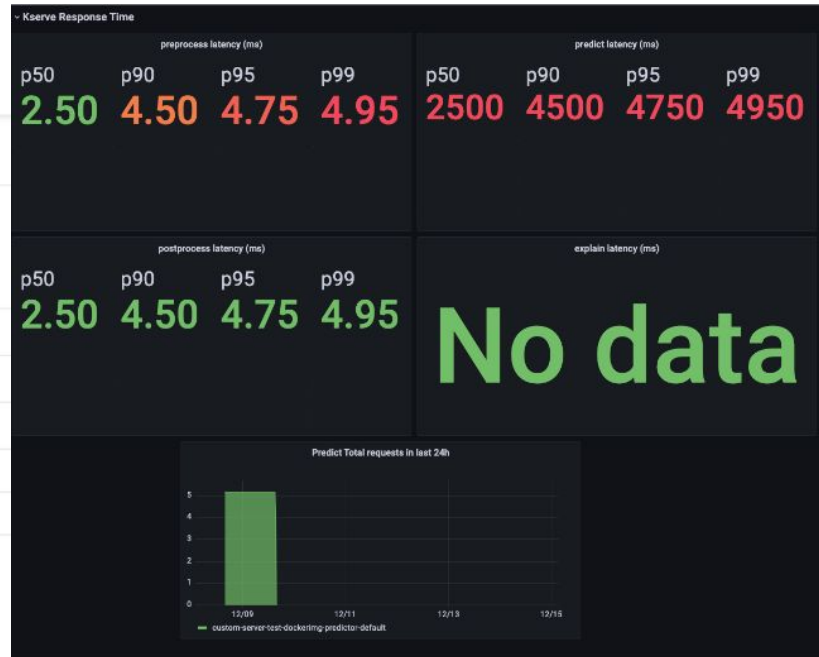 Kserve Response Time
preprocess latency (ms)
p50 p90 p95 p99
2.50 4.50 4.75 4.95
predict latency (ms)
p50 p90 p95 p99
2500 4500 4750 4950
postprocess latency (ms)
p50 p90 p95 p99
2.50 4.50 4.75 4.95
explain latency (ms)
No data
Predict Total requests in last 24h
5
4
3
2
1
0
12/09 12/11 12/13 12/15
custom-server-test-dockerimg-predictor-default